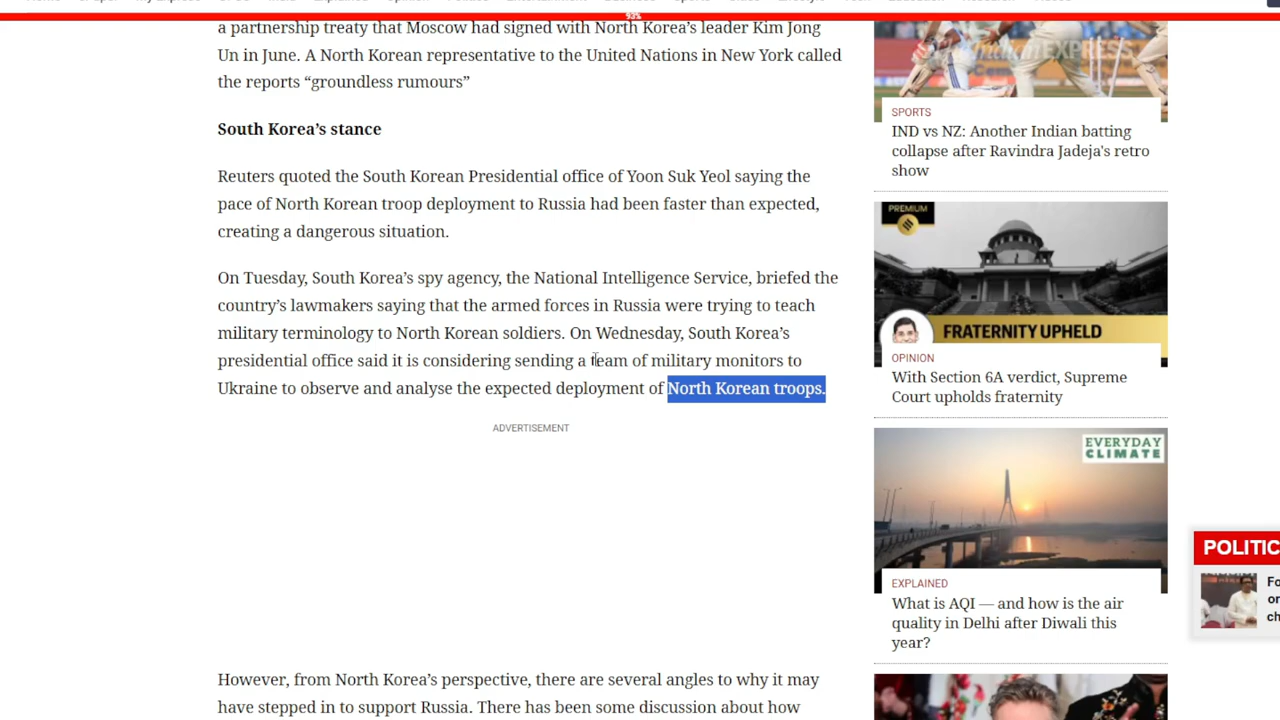 93%
a partnership treaty that Moscow had signed with North Korea’s leader Kim Jong
Un in June. A North Korean representative to the United Nations in New York called
the reports “groundless rumours”
South Korea’s stance
Reuters quoted the South Korean Presidential office of Yoon Suk Yeol saying the
pace of North Korean troop deployment to Russia had been faster than expected,
creating a dangerous situation.
On Tuesday, South Korea’s spy agency, the National Intelligence Service, briefed the
country’s lawmakers saying that the armed forces in Russia were trying to teach
military terminology to North Korean soldiers. On Wednesday, South Korea’s
presidential office said it is considering sending a team of military monitors to
Ukraine to observe and analyse the expected deployment of North Korean troops.
ADVERTISEMENT
However, from North Korea’s perspective, there are several angles to why it may
have stepped in to support Russia. There has been some discussion about how
SPORTS
IND vs NZ: Another Indian batting
collapse after Ravindra Jadeja's retro
show
PREMIUM
FRATERNITY UPHELD
OPINION
With Section 6A verdict, Supreme
Court upholds fraternity
EVERYDAY
CLIMATE
EXPLAINED
What is AQI — and how is the air
quality in Delhi after Diwali this
year?
POLITIC
Fo
or
ch